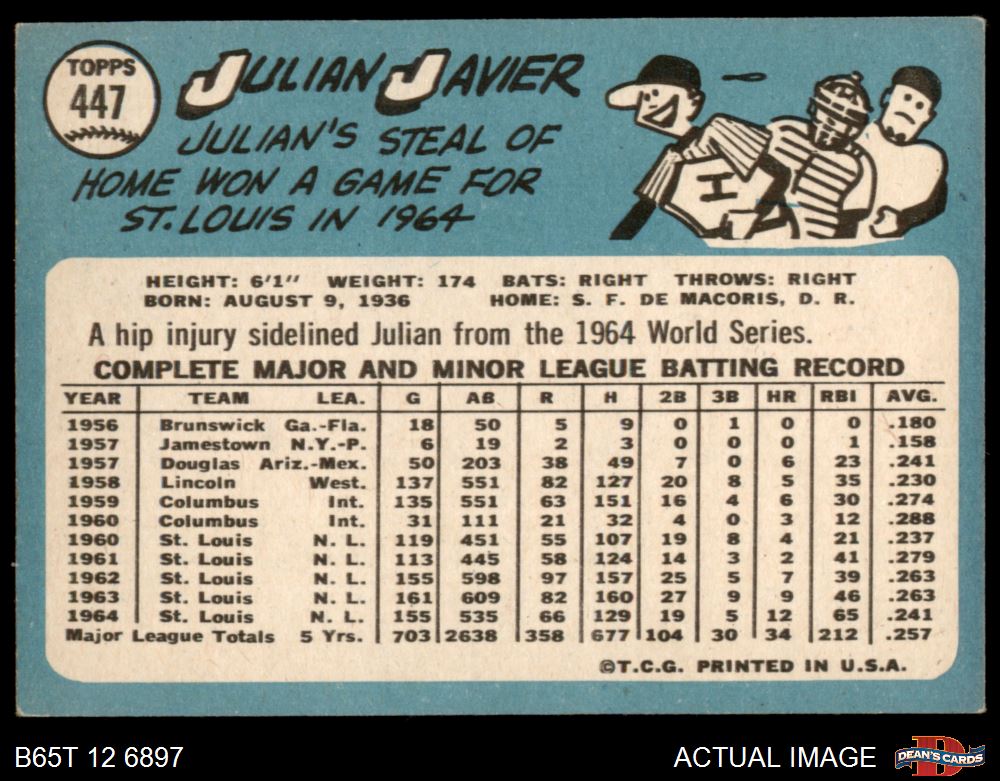 TOPPS
447
JULIAN JAVIER
JULIAN'S STEAL OF
HOME WON A GAME FOR
ST. LOUIS IN 1964
H
HEIGHT: 6'1" WEIGHT: 174 BATS: RIGHT THROWS: RIGHT
BORN: AUGUST 9, 1936 HOME: S. F. DE MACORIS, D. R.
A hip injury sidelined Julian from the 1964 World Series.
COMPLETE MAJOR AND MINOR LEAGUE BATTING RECORD
YEAR TEAM LEA. G AB R H 2B 3B HR RBI AVG.
1956 Brunswick Ga.-Fla. 18 50 5 9 0 1 0 0 .180
1957 Jamestown N.Y.-P. 6 19 2 3 0 0 0 1 .158
1957 Douglas Ariz.-Mex. 50 203 38 49 7 0 6 23 .241
1958 Lincoln West. 137 551 82 127 20 8 5 35 .230
1959 Columbus Int. 135 551 63 151 16 4 6 30 .274
1960 Columbus Int. 31 111 21 32 4 0 3 12 .288
1960 St. Louis N. L. 119 451 55 107 19 8 4 21 .237
1961 St. Louis N. L. 113 445 58 124 14 3 2 41 .279
1962 St. Louis N. L. 155 598 97 157 25 5 7 39 .263
1963 St. Louis N. L. 161 609 82 160 27 9 9 46 .263
1964 St. Louis N. L. 155 535 66 129 19 5 12 65 .241
Major League Totals 5 Yrs. 703 2638 358 677 104 30 34 212 .257
©T.C.G. PRINTED IN U.S.A.
B65T 12 6897 ACTUAL IMAGE D DEAN'S CARDS